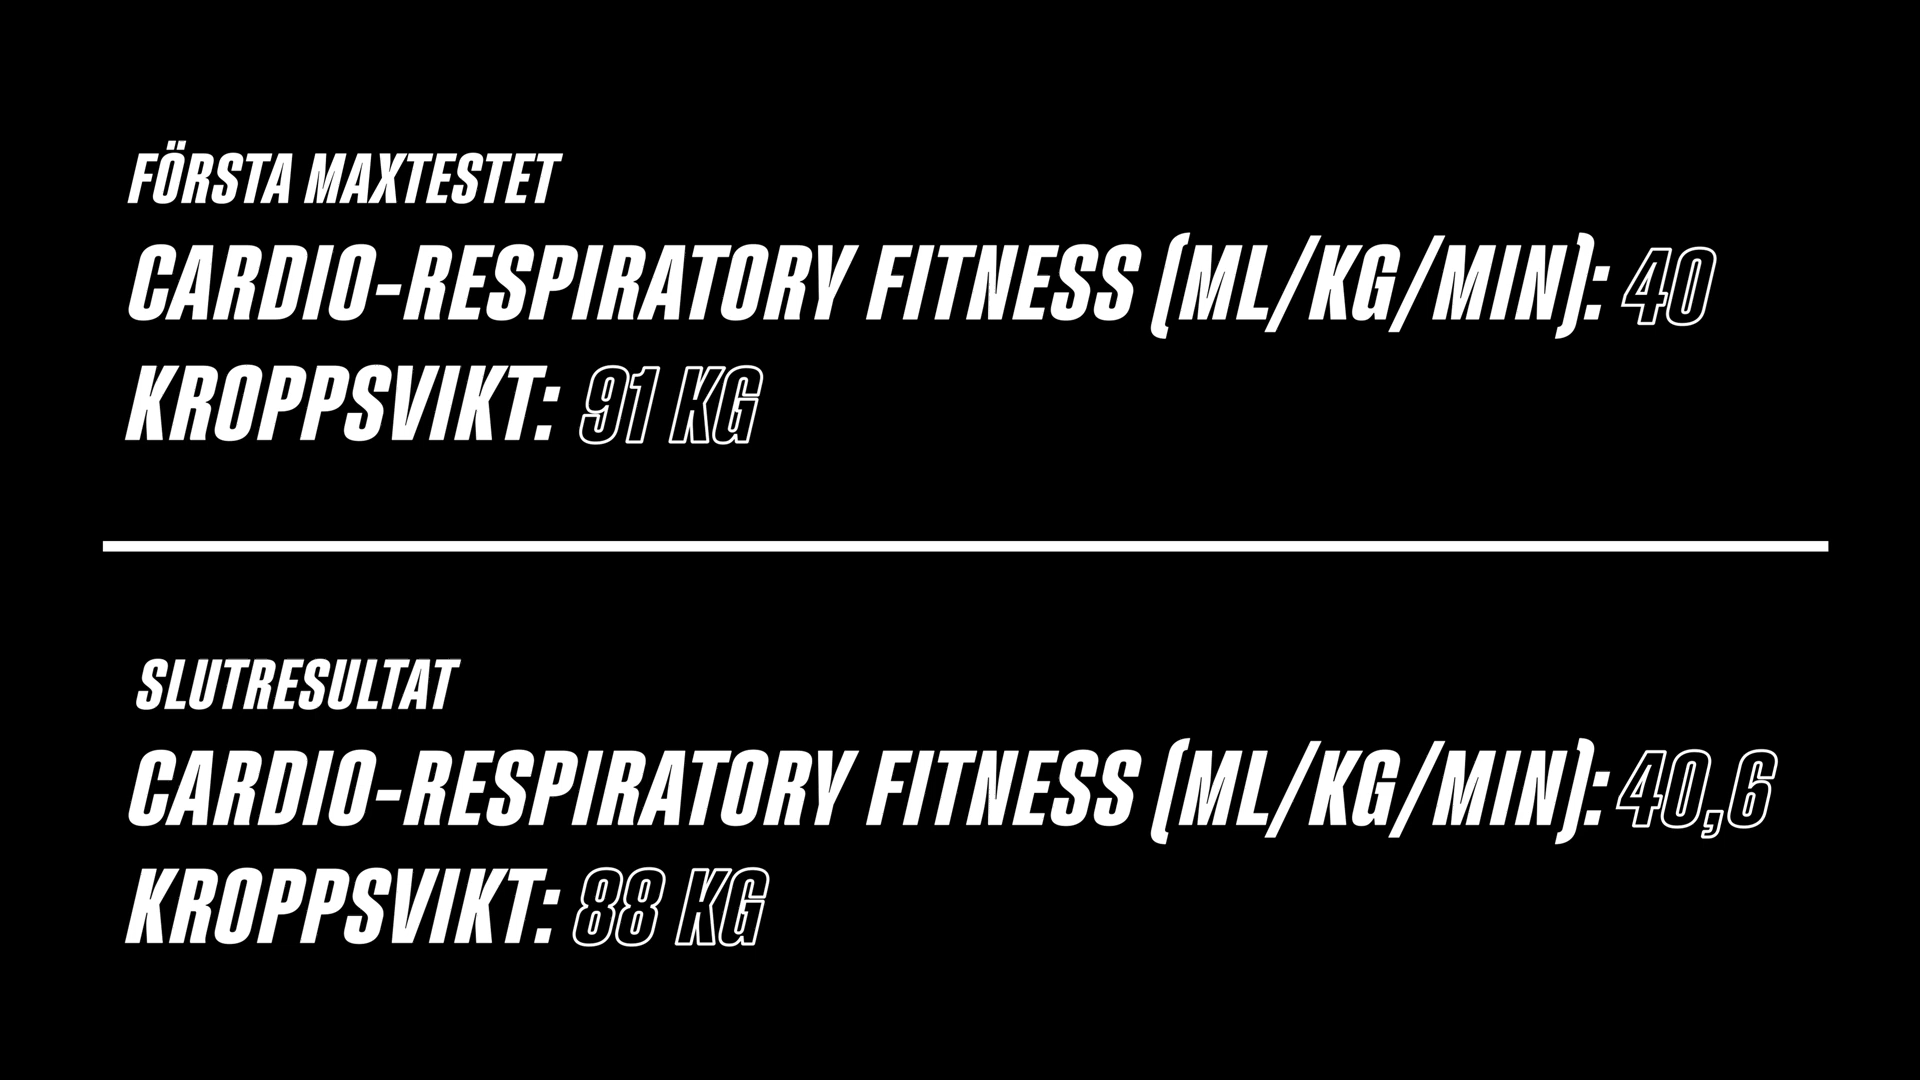 FÖRSTA MAXTESTET
CARDIO-RESPIRATORY FITNESS (ML/KG/MIN): 40
KROPPSVIKT: 91 KG
SLUTRESULTAT
CARDIO-RESPIRATORY FITNESS (ML/KG/MIN): 40,6
KROPPSVIKT: 88 KG